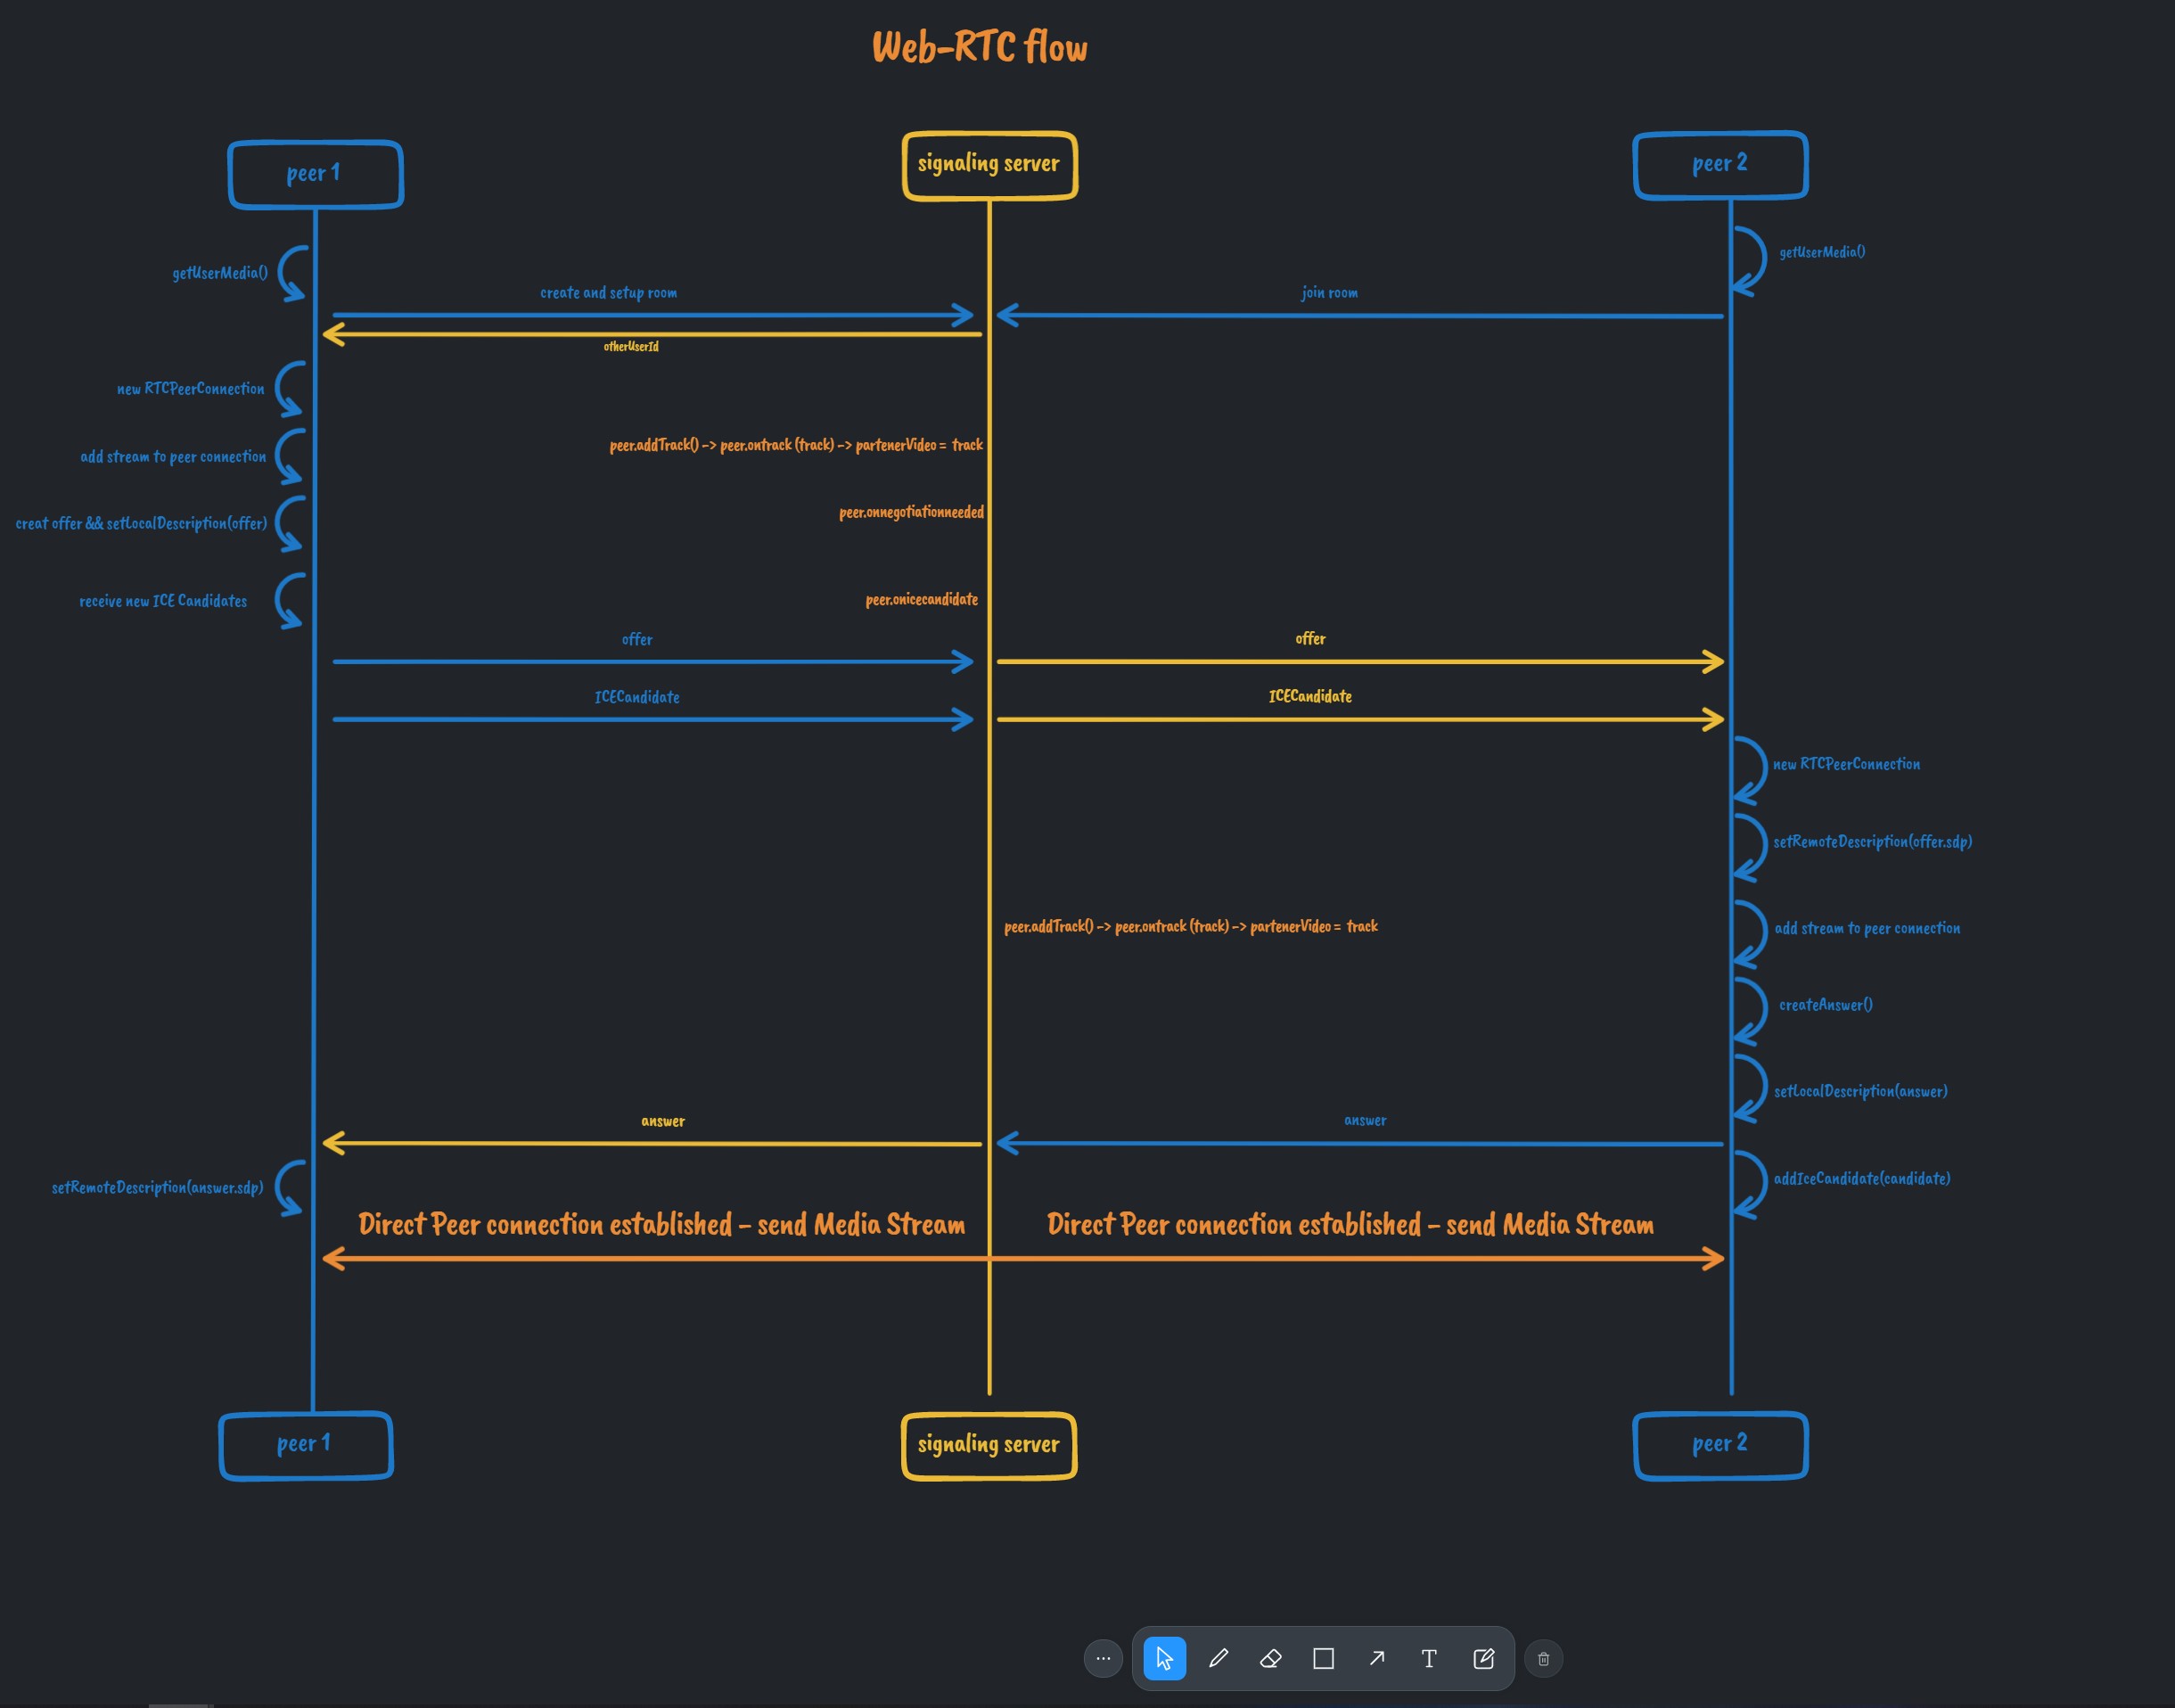 Web-RTC flow
peer 1
signaling server
peer 2
getUserMedia()
getUserMedia()
create and setup room
join room
otherUserId
new RTCPeerConnection
peer.addTrack() -> peer.ontrack (track) -> partenerVideo = track
add stream to peer connection
peer.onnegotiationneeded
creat offer && setLocalDescription(offer)
peer.onicecandidate
receive new ICE Candidates
offer
offer
ICECandidate
ICECandidate
new RTCPeerConnection
setRemoteDescription(offer.sdp)
peer.addTrack() -> peer.ontrack (track) -> partenerVideo = track
add stream to peer connection
createAnswer()
setLocalDescription(answer)
answer
answer
setRemoteDescription(answer.sdp)
addIceCandidate(candidate)
Direct Peer connection established - send Media Stream
Direct Peer connection established - send Media Stream
peer 1
signaling server
peer 2